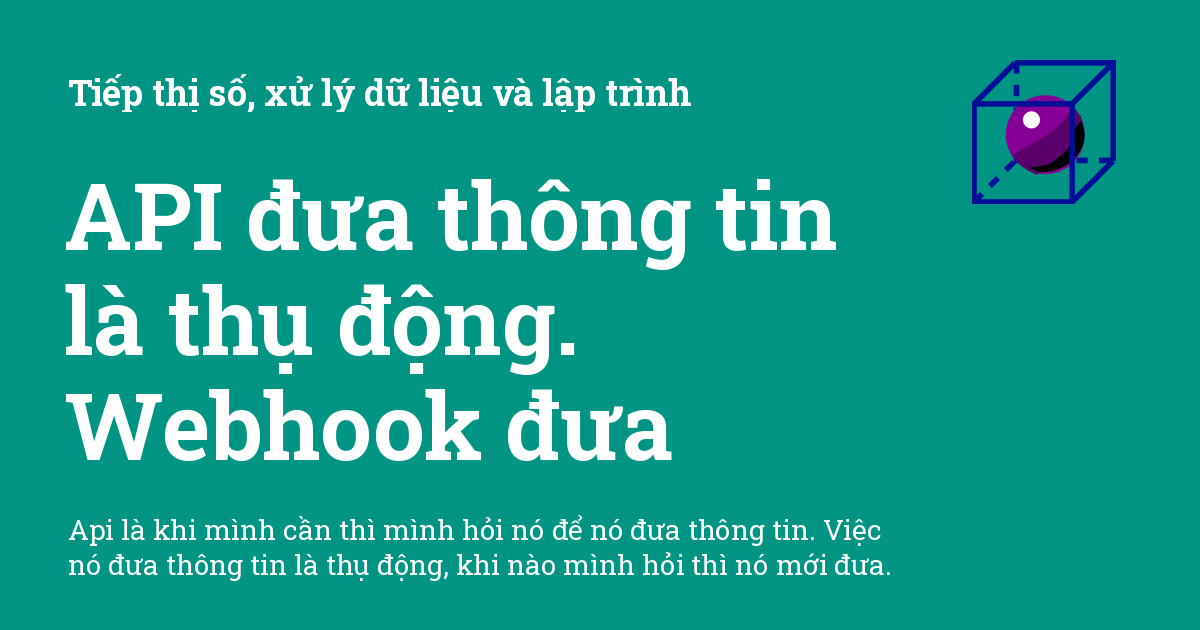 Tiếp thị số, xử lý dữ liệu và lập trình
API đưa thông tin
là thụ động.
Webhook đưa
Api là khi mình cần thì mình hỏi nó để nó đưa thông tin. Việc
nó đưa thông tin là thụ động, khi nào mình hỏi thì nó mới đưa.